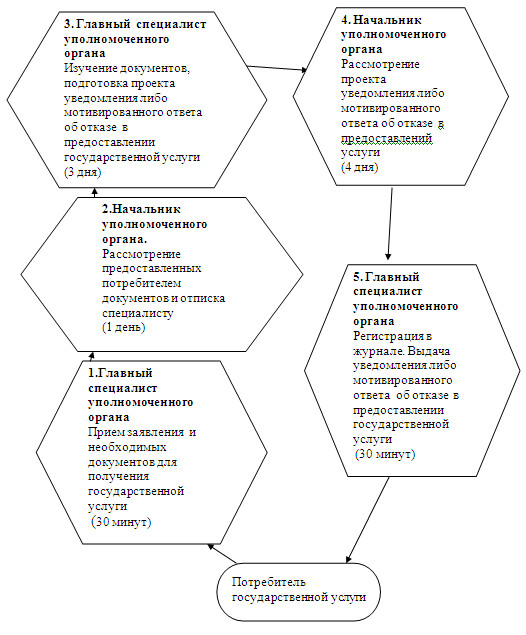 3. Главный специалист
уполномоченного
органа
Изучение документов,
подготовка проекта
уведомления либо
мотивированного ответа
об отказе в
предоставлении
государственной услуги
(3 дня)
4. Начальник
уполномоченного
органа
Рассмотрение
проекта
уведомления либо
мотивированного
ответа об отказе в
предоставлений
услуги
(4 дня)
2.Начальник
уполномоченного
органа.
Рассмотрение
предоставленных
потребителем
документов и отписка
специалисту
(1 день)
5. Главный
специалист
уполномоченного
органа
Регистрация в
журнале. Выдача
уведомления либо
мотивированного
ответа об отказе в
предоставлении
государственной
услуги
(30 минут)
1.Главный
специалист
уполномоченного
органа
Прием заявления и
необходимых
документов для
получения
государственной
услуги
(30 минут)
Потребитель
государственной услуги